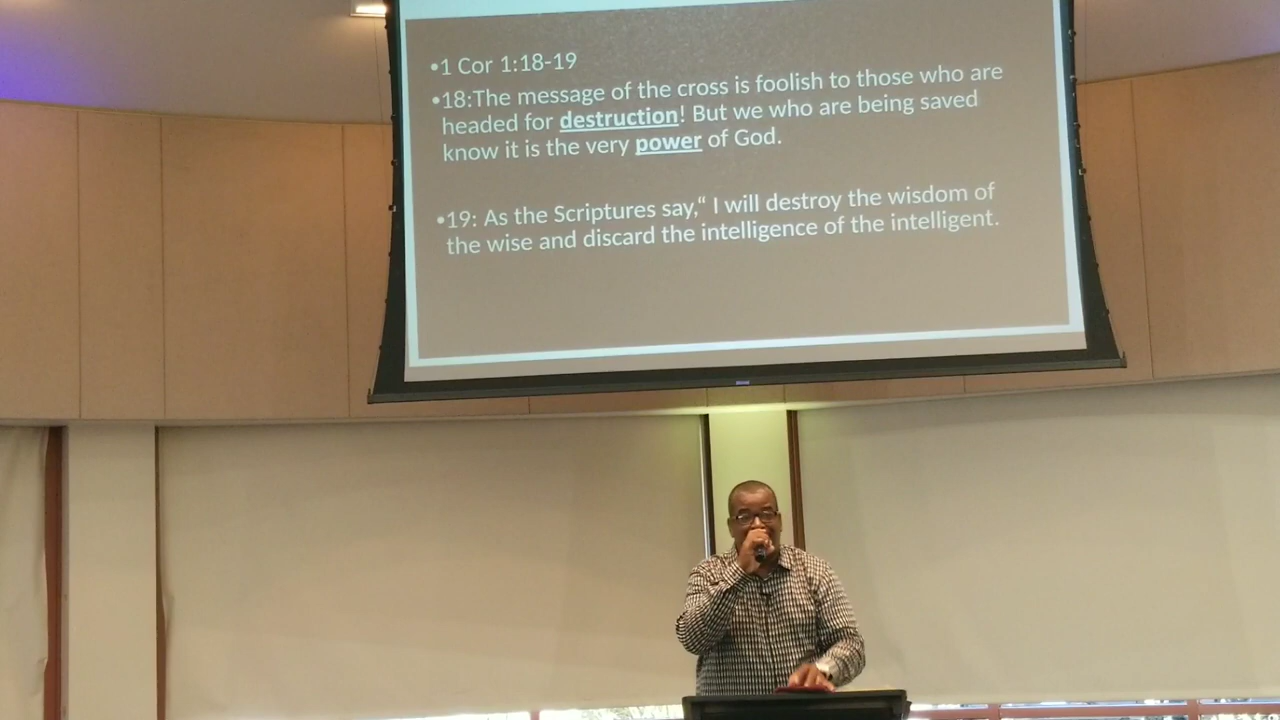 •1 Cor 1:18-19
•18:The message of the cross is foolish to those who are
headed for destruction! But we who are being saved
know it is the very power of God.
•19: As the Scriptures say,“ I will destroy the wisdom of
the wise and discard the intelligence of the intelligent.